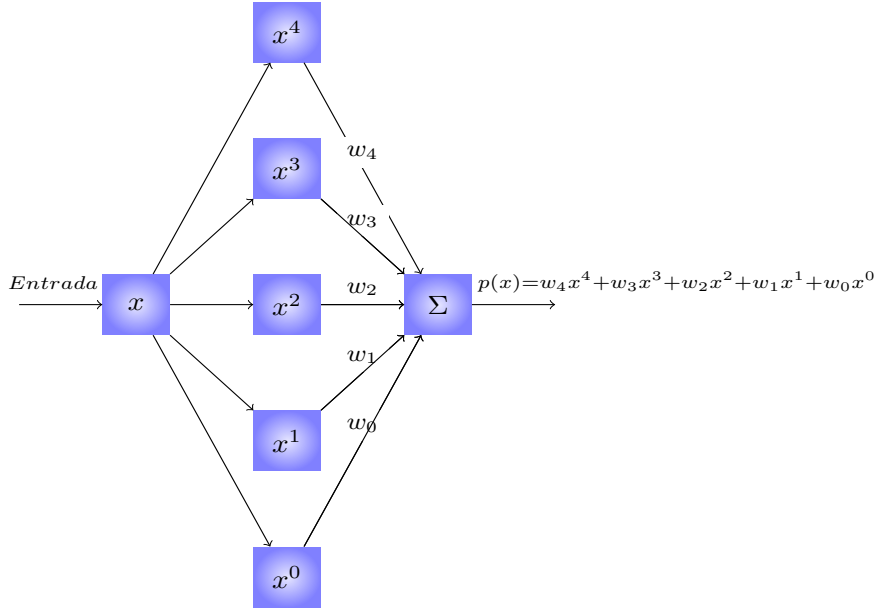 x^4
w_4
x^3
w_3
Entrada
x
x^2
w_2
Σ
p(x)=w_4x^4+w_3x^3+w_2x^2+w_1x^1+w_0x^0
w_1
x^1
w_0
x^0